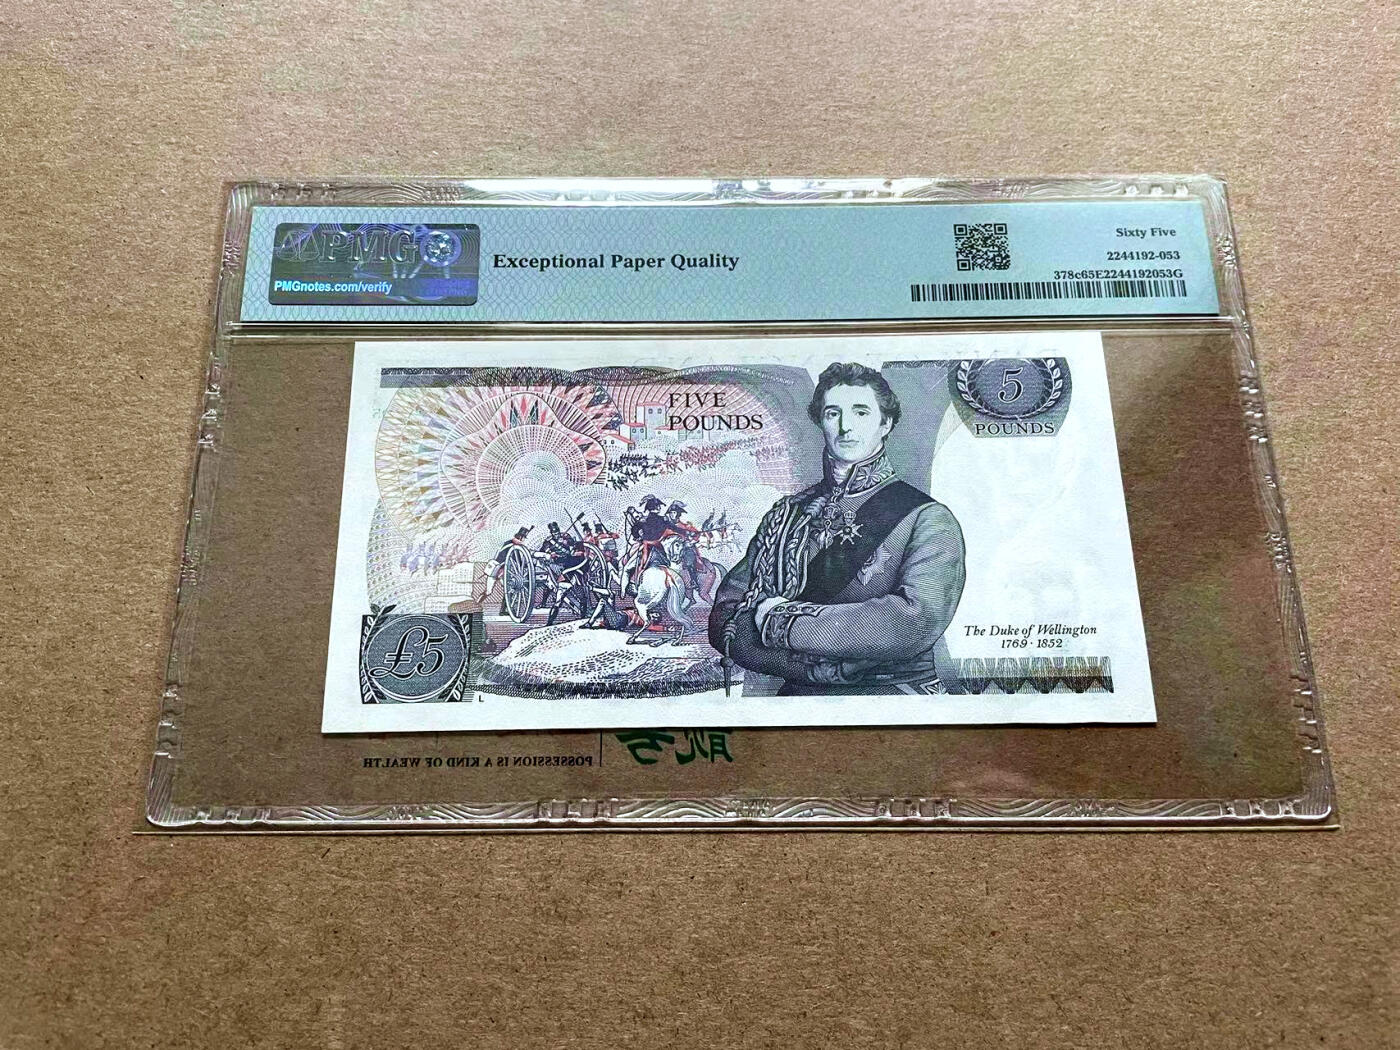 PMG
PMGnotes.com/verify
Exceptional Paper Quality
Sixty Five
2244192-053
378c65E2244192053G
FIVE
POUNDS
5
POUNDS
The Duke of Wellington
1769 · 1852
£5
L
POSSESSION IS A KIND OF WEALTH